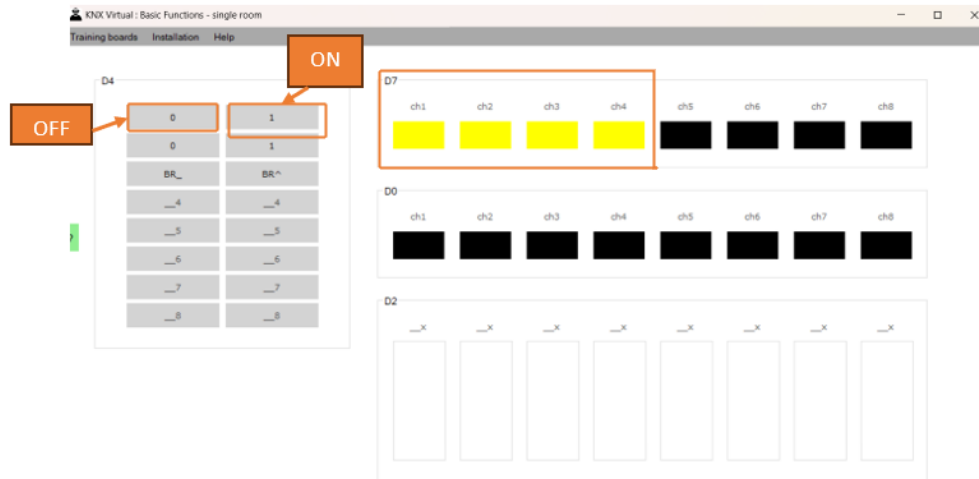 KNX Virtual : Basic Functions - single room
Training boards Installation Help
ON
OFF
D4
0 1
0 1
BR_ BR^
__4 __4
__5 __5
__6 __6
__7 __7
__8 __8
?
D7
ch1 ch2 ch3 ch4 ch5 ch6 ch7 ch8
D0
ch1 ch2 ch3 ch4 ch5 ch6 ch7 ch8
D2
__x __x __x __x __x __x __x __x